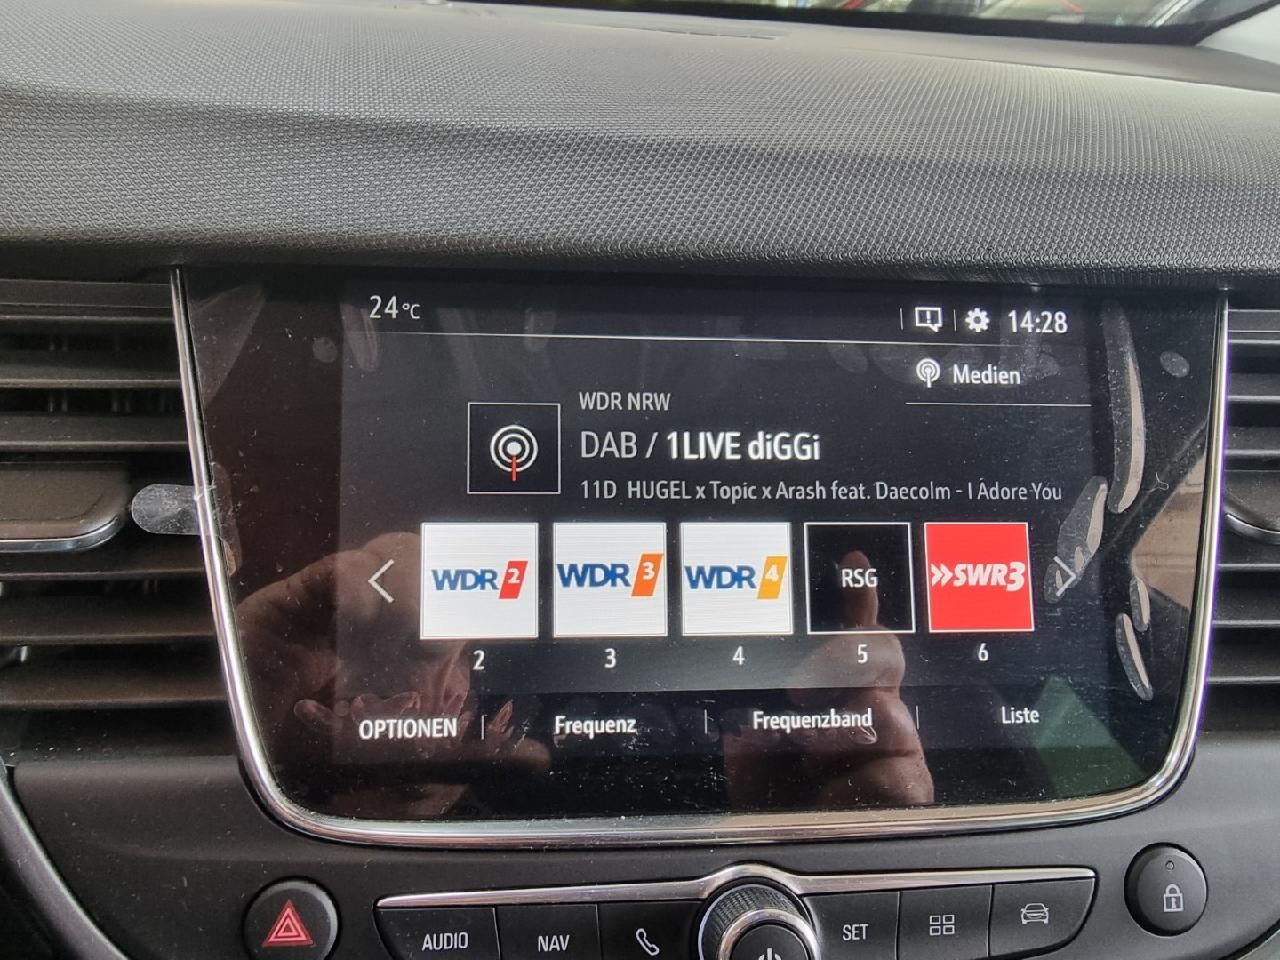 24°C
14:28
Medien
WDR NRW
DAB / 1LIVE diGGi
11D HUGEL x Topic x Arash feat. Daecolm - I Adore You
WDR 2
WDR 3
WDR 4
RSG
SWR3
2
3
4
5
6
OPTIONEN
Frequenz
Frequenzband
Liste
AUDIO
NAV
SET